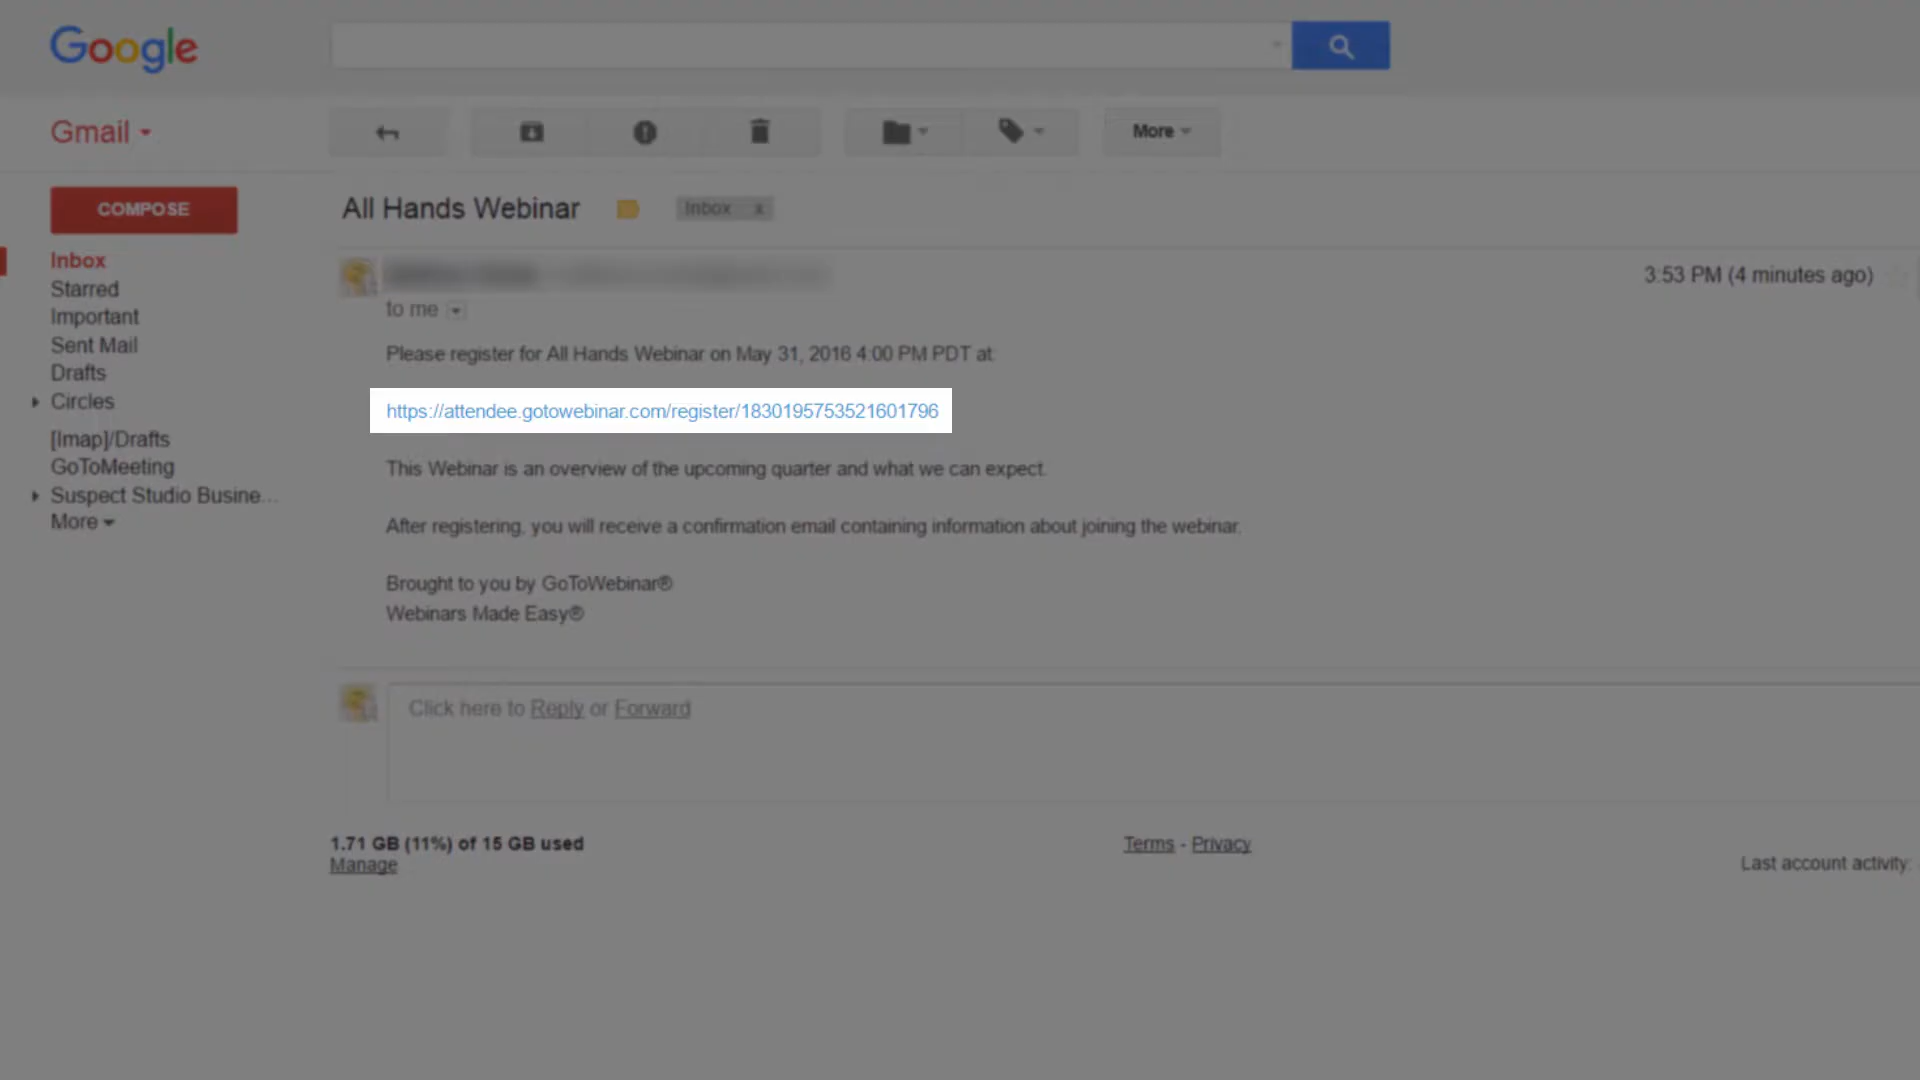 Google
Gmail
More
COMPOSE
All Hands Webinar
Inbox x
Inbox
Starred
Important
Sent Mail
Drafts
Circles
[Imap]/Drafts
GoToMeeting
Suspect Studio Busine...
More
3:53 PM (4 minutes ago)
to me
Please register for All Hands Webinar on May 31, 2016 4:00 PM PDT at:
https://attendee.gotowebinar.com/register/1830195753521601796
This Webinar is an overview of the upcoming quarter and what we can expect.
After registering, you will receive a confirmation email containing information about joining the webinar.
Brought to you by GoToWebinar®
Webinars Made Easy®
Click here to Reply or Forward
1.71 GB (11%) of 15 GB used
Manage
Terms - Privacy
Last account activity: